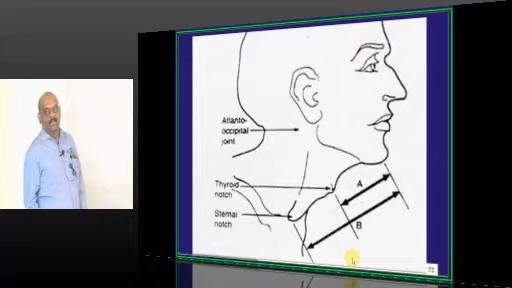 Atlanto-
occipital
joint
Thyroid
notch
A
Sternal
notch
B
72